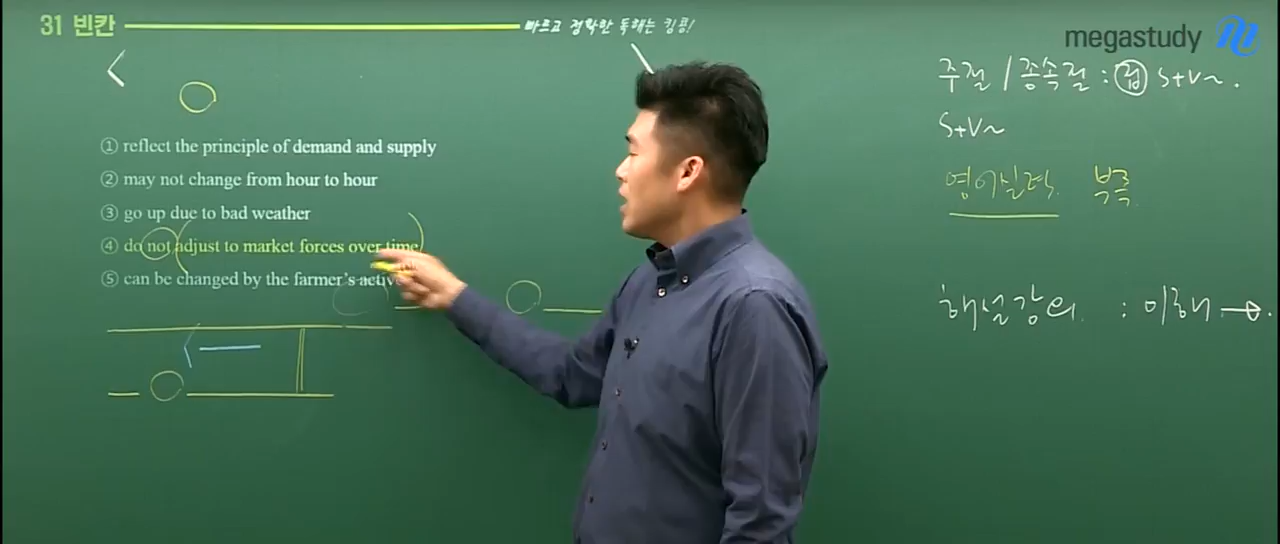 31 빈칸
빠르고 정확한 독해는 킹콩!
megastudy
① reflect the principle of demand and supply
② may not change from hour to hour
③ go up due to bad weather
④ do not adjust to market forces over time
⑤ can be changed by the farmer's active
주절 / 종속절 : 접 S+V~.
S+V~
영어실력 부족
해설강의 : 이해 →